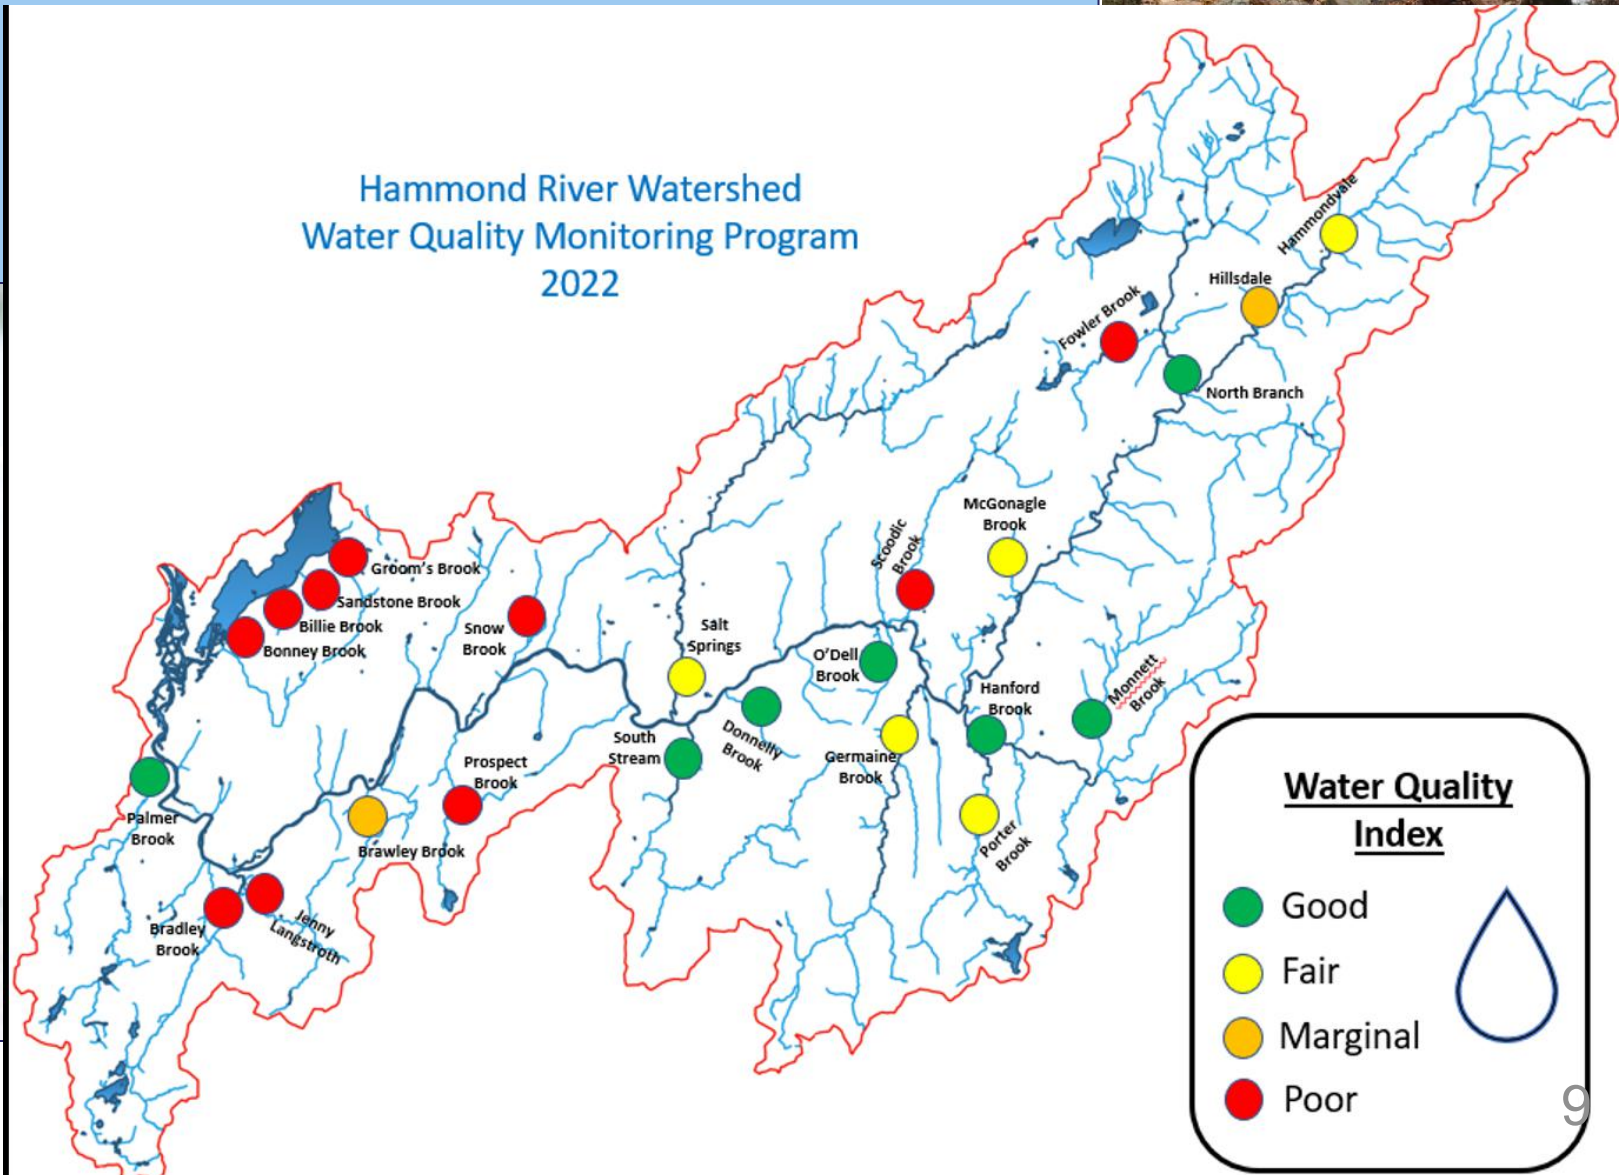 Hammond River Watershed
Water Quality Monitoring Program
2022
Hammondvale
Hillsdale
Fowler Brook
North Branch
McGonagle
Brook
Scoodic
Brook
Groom's Brook
Sandstone Brook
Billie Brook
Bonney Brook
Snow
Brook
Salt
Springs
O'Dell
Brook
Hanford
Brook
Monnett
Brook
South
Stream
Donnelly
Brook
Germaine
Brook
Prospect
Brook
Palmer
Brook
Brawley Brook
Porter
Brook
Bradley
Brook
Jenny
Langstroth
Water Quality
Index
Good
Fair
Marginal
Poor
9